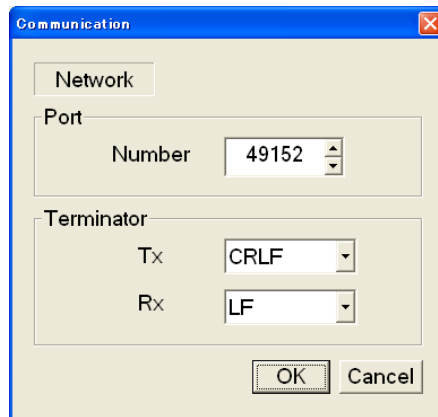 Communication
Network
Port
Number 49152
Terminator
Tx CRLF
Rx LF
OK Cancel